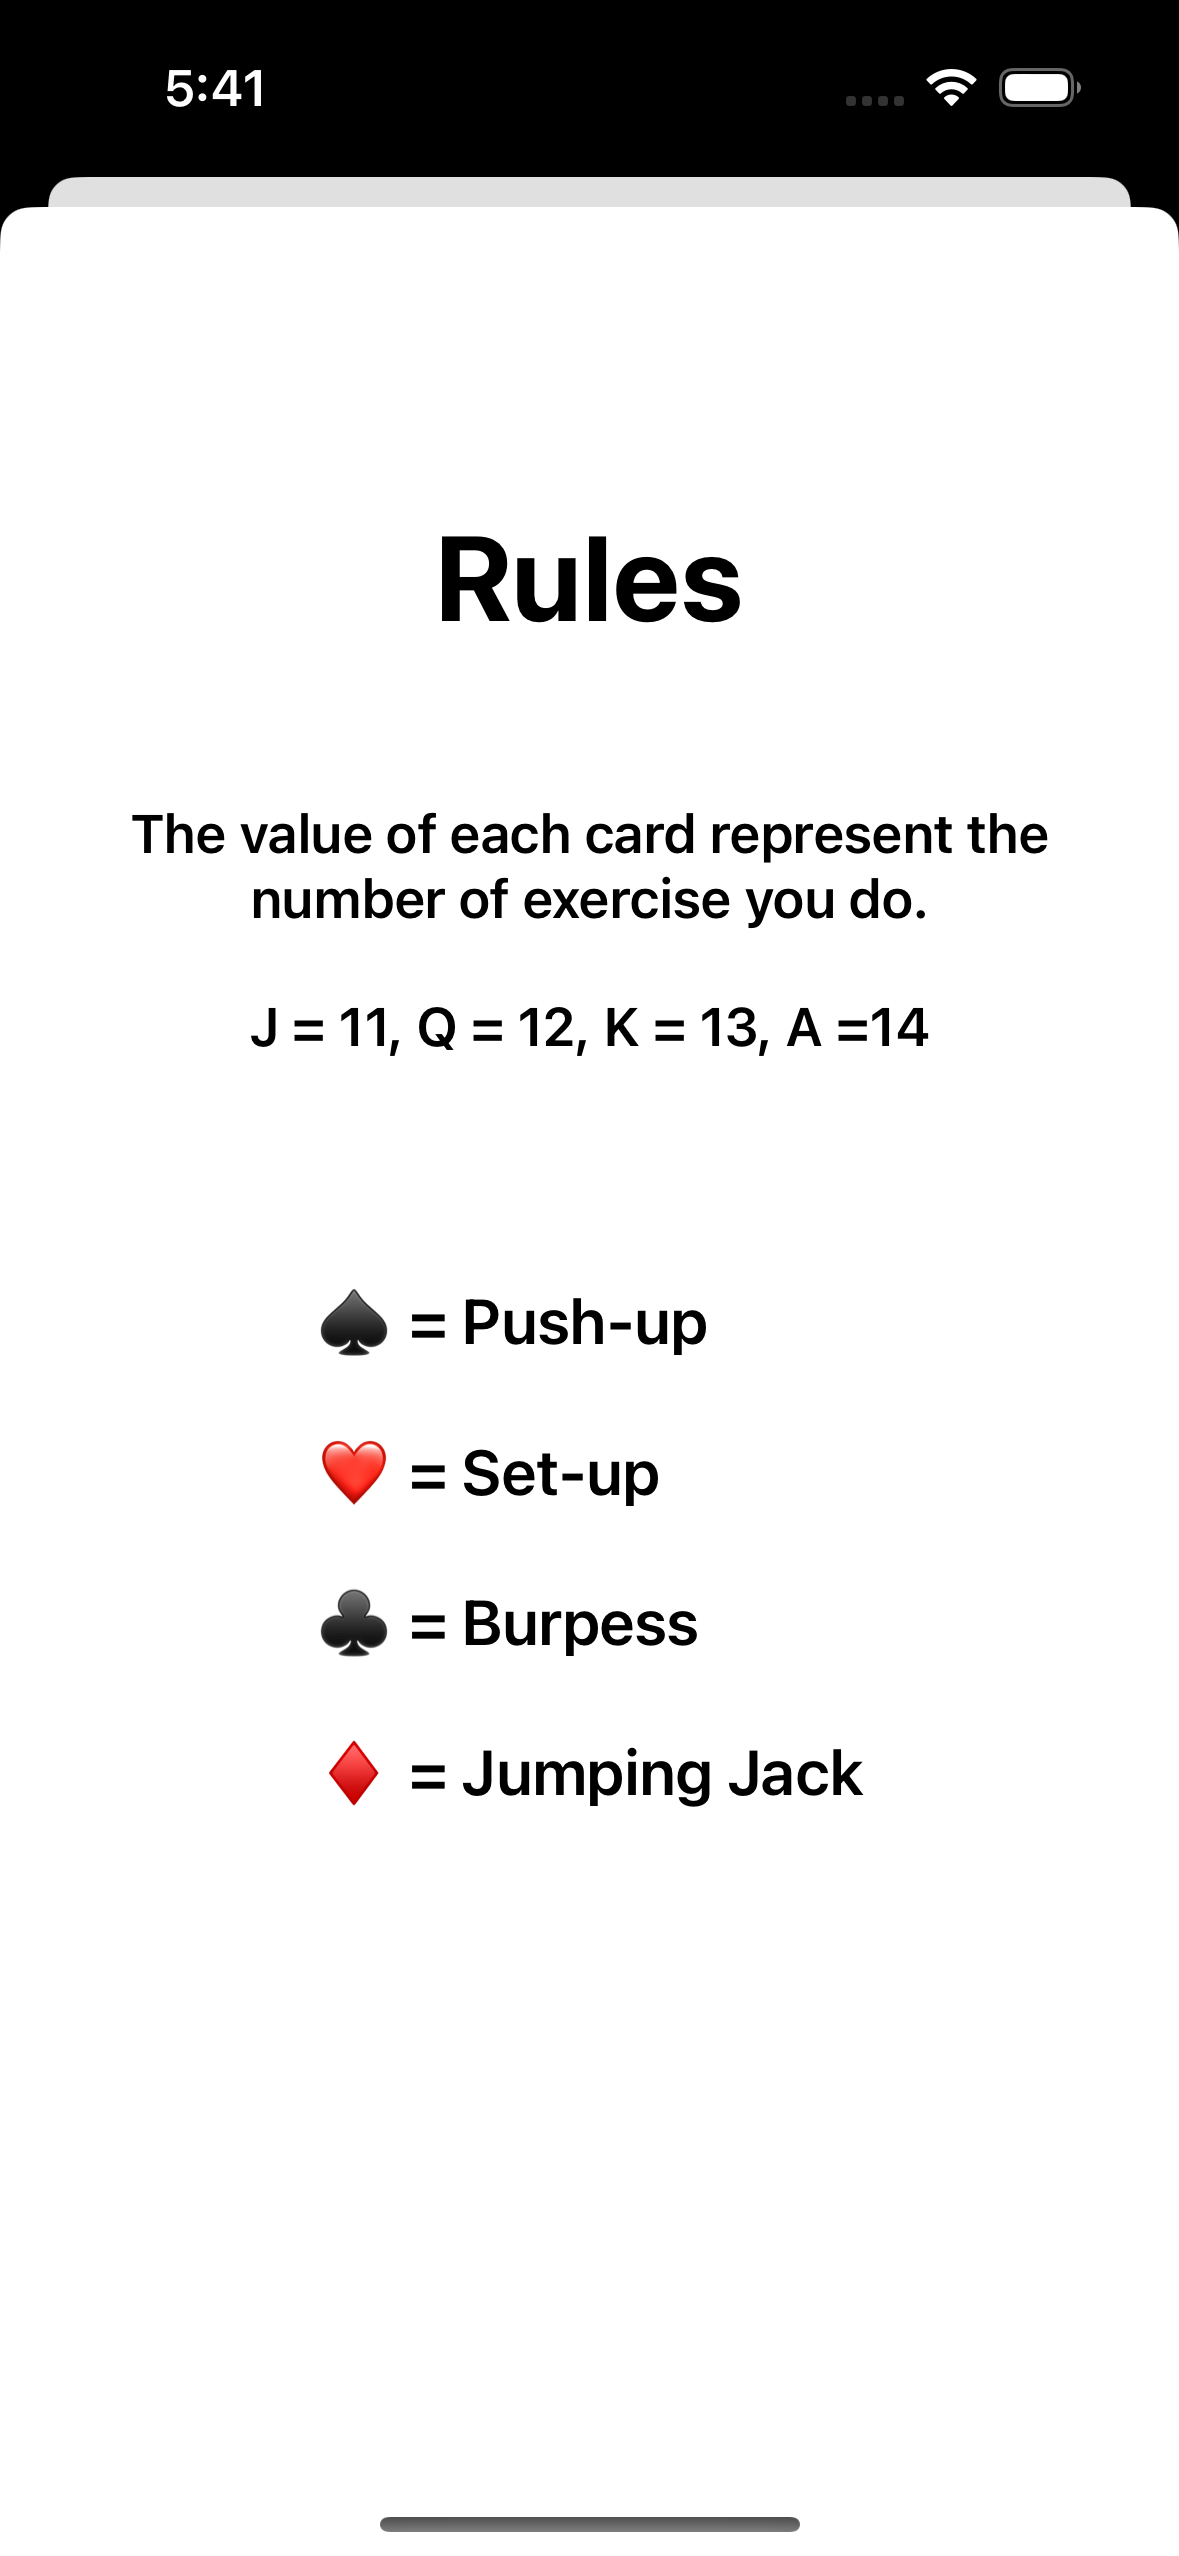 5:41
Rules
The value of each card represent the
number of exercise you do.
J = 11, Q = 12, K = 13, A =14
♠️ = Push-up
❤️ = Set-up
♣️ = Burpess
♦️ = Jumping Jack